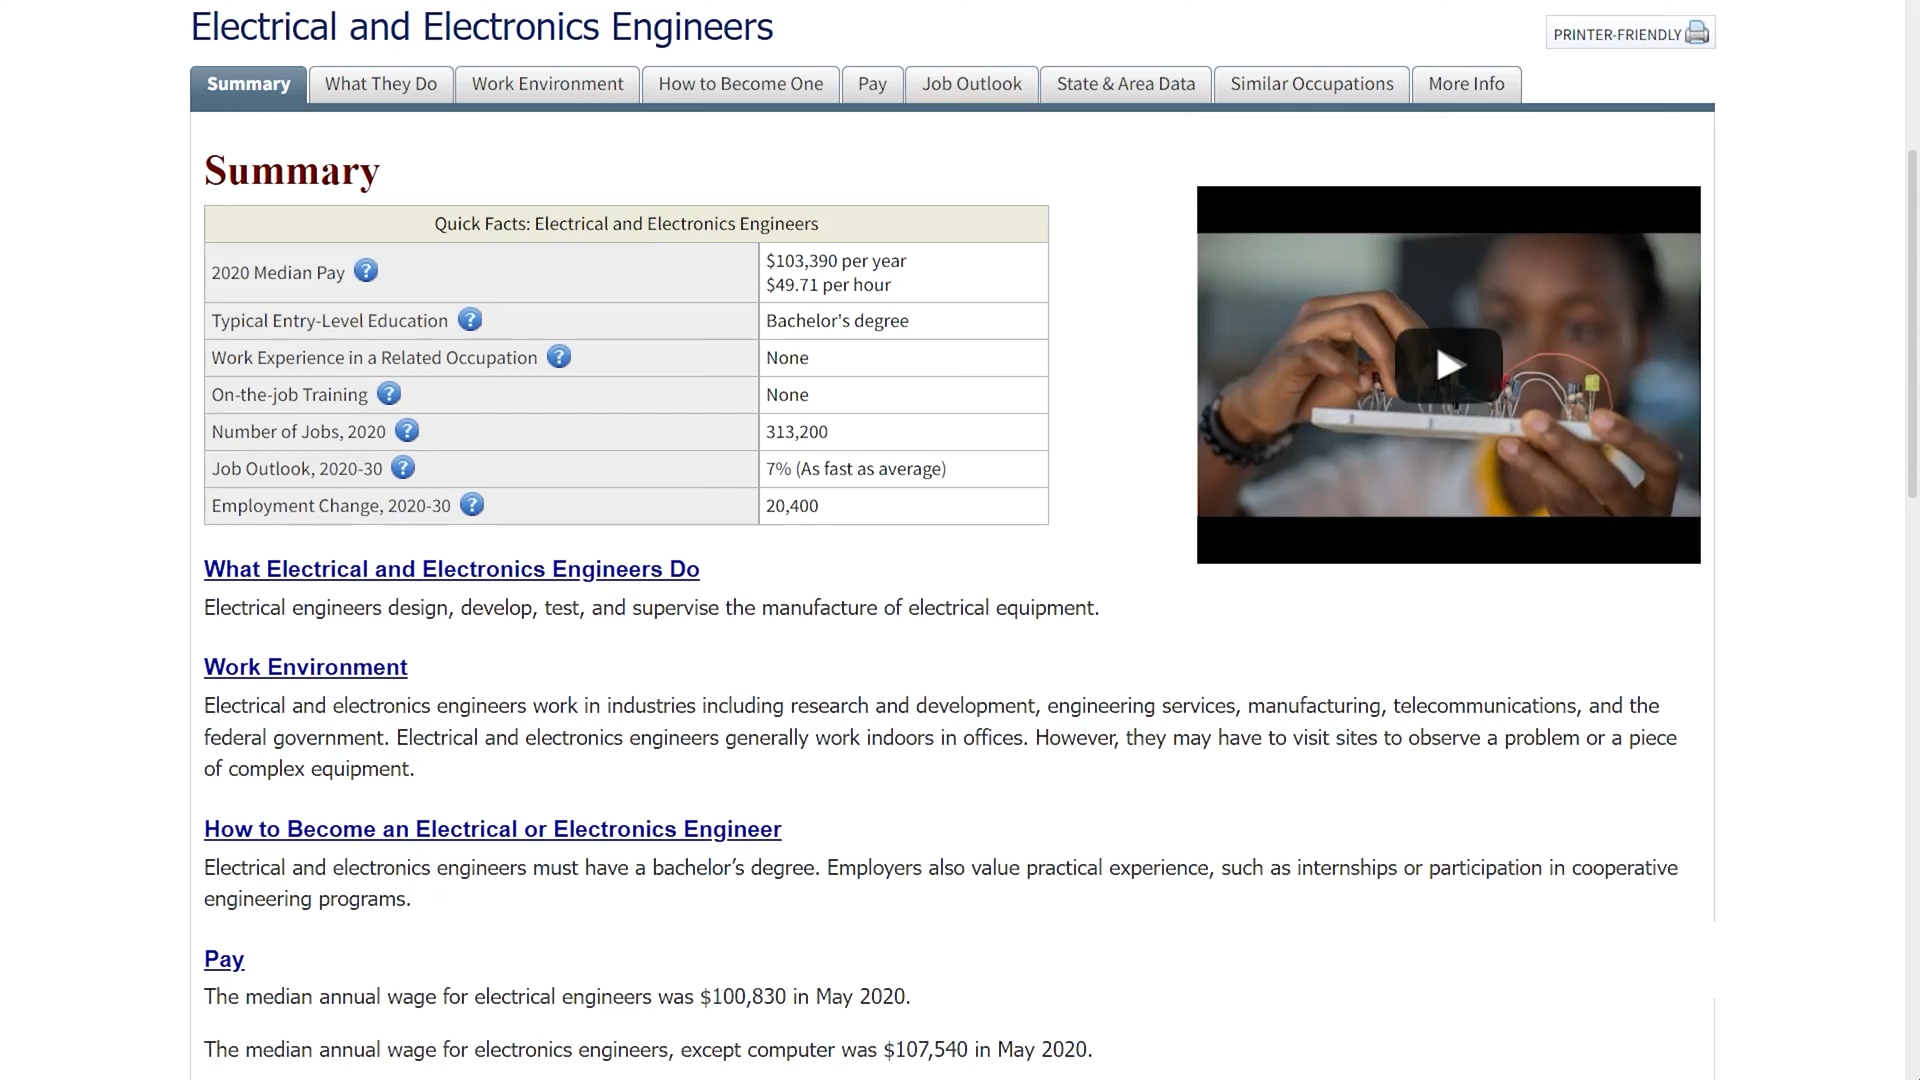 Electrical and Electronics Engineers
PRINTER-FRIENDLY
Summary
What They Do
Work Environment
How to Become One
Pay
Job Outlook
State & Area Data
Similar Occupations
More Info
Summary
Quick Facts: Electrical and Electronics Engineers
2020 Median Pay ? $103,390 per year
$49.71 per hour
Typical Entry-Level Education ? Bachelor's degree
Work Experience in a Related Occupation ? None
On-the-job Training ? None
Number of Jobs, 2020 ? 313,200
Job Outlook, 2020-30 ? 7% (As fast as average)
Employment Change, 2020-30 ? 20,400
What Electrical and Electronics Engineers Do
Electrical engineers design, develop, test, and supervise the manufacture of electrical equipment.
Work Environment
Electrical and electronics engineers work in industries including research and development, engineering services, manufacturing, telecommunications, and the
federal government. Electrical and electronics engineers generally work indoors in offices. However, they may have to visit sites to observe a problem or a piece
of complex equipment.
How to Become an Electrical or Electronics Engineer
Electrical and electronics engineers must have a bachelor’s degree. Employers also value practical experience, such as internships or participation in cooperative
engineering programs.
Pay
The median annual wage for electrical engineers was $100,830 in May 2020.
The median annual wage for electronics engineers, except computer was $107,540 in May 2020.